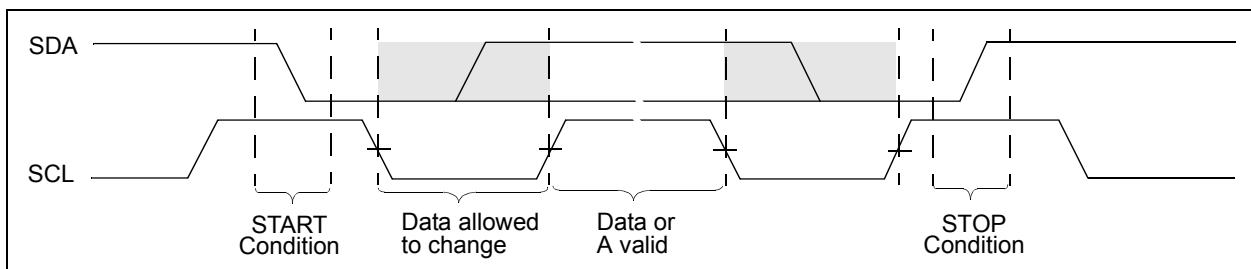 SDA
SCL
START
Condition
Data allowed
to change
Data or
A valid
STOP
Condition